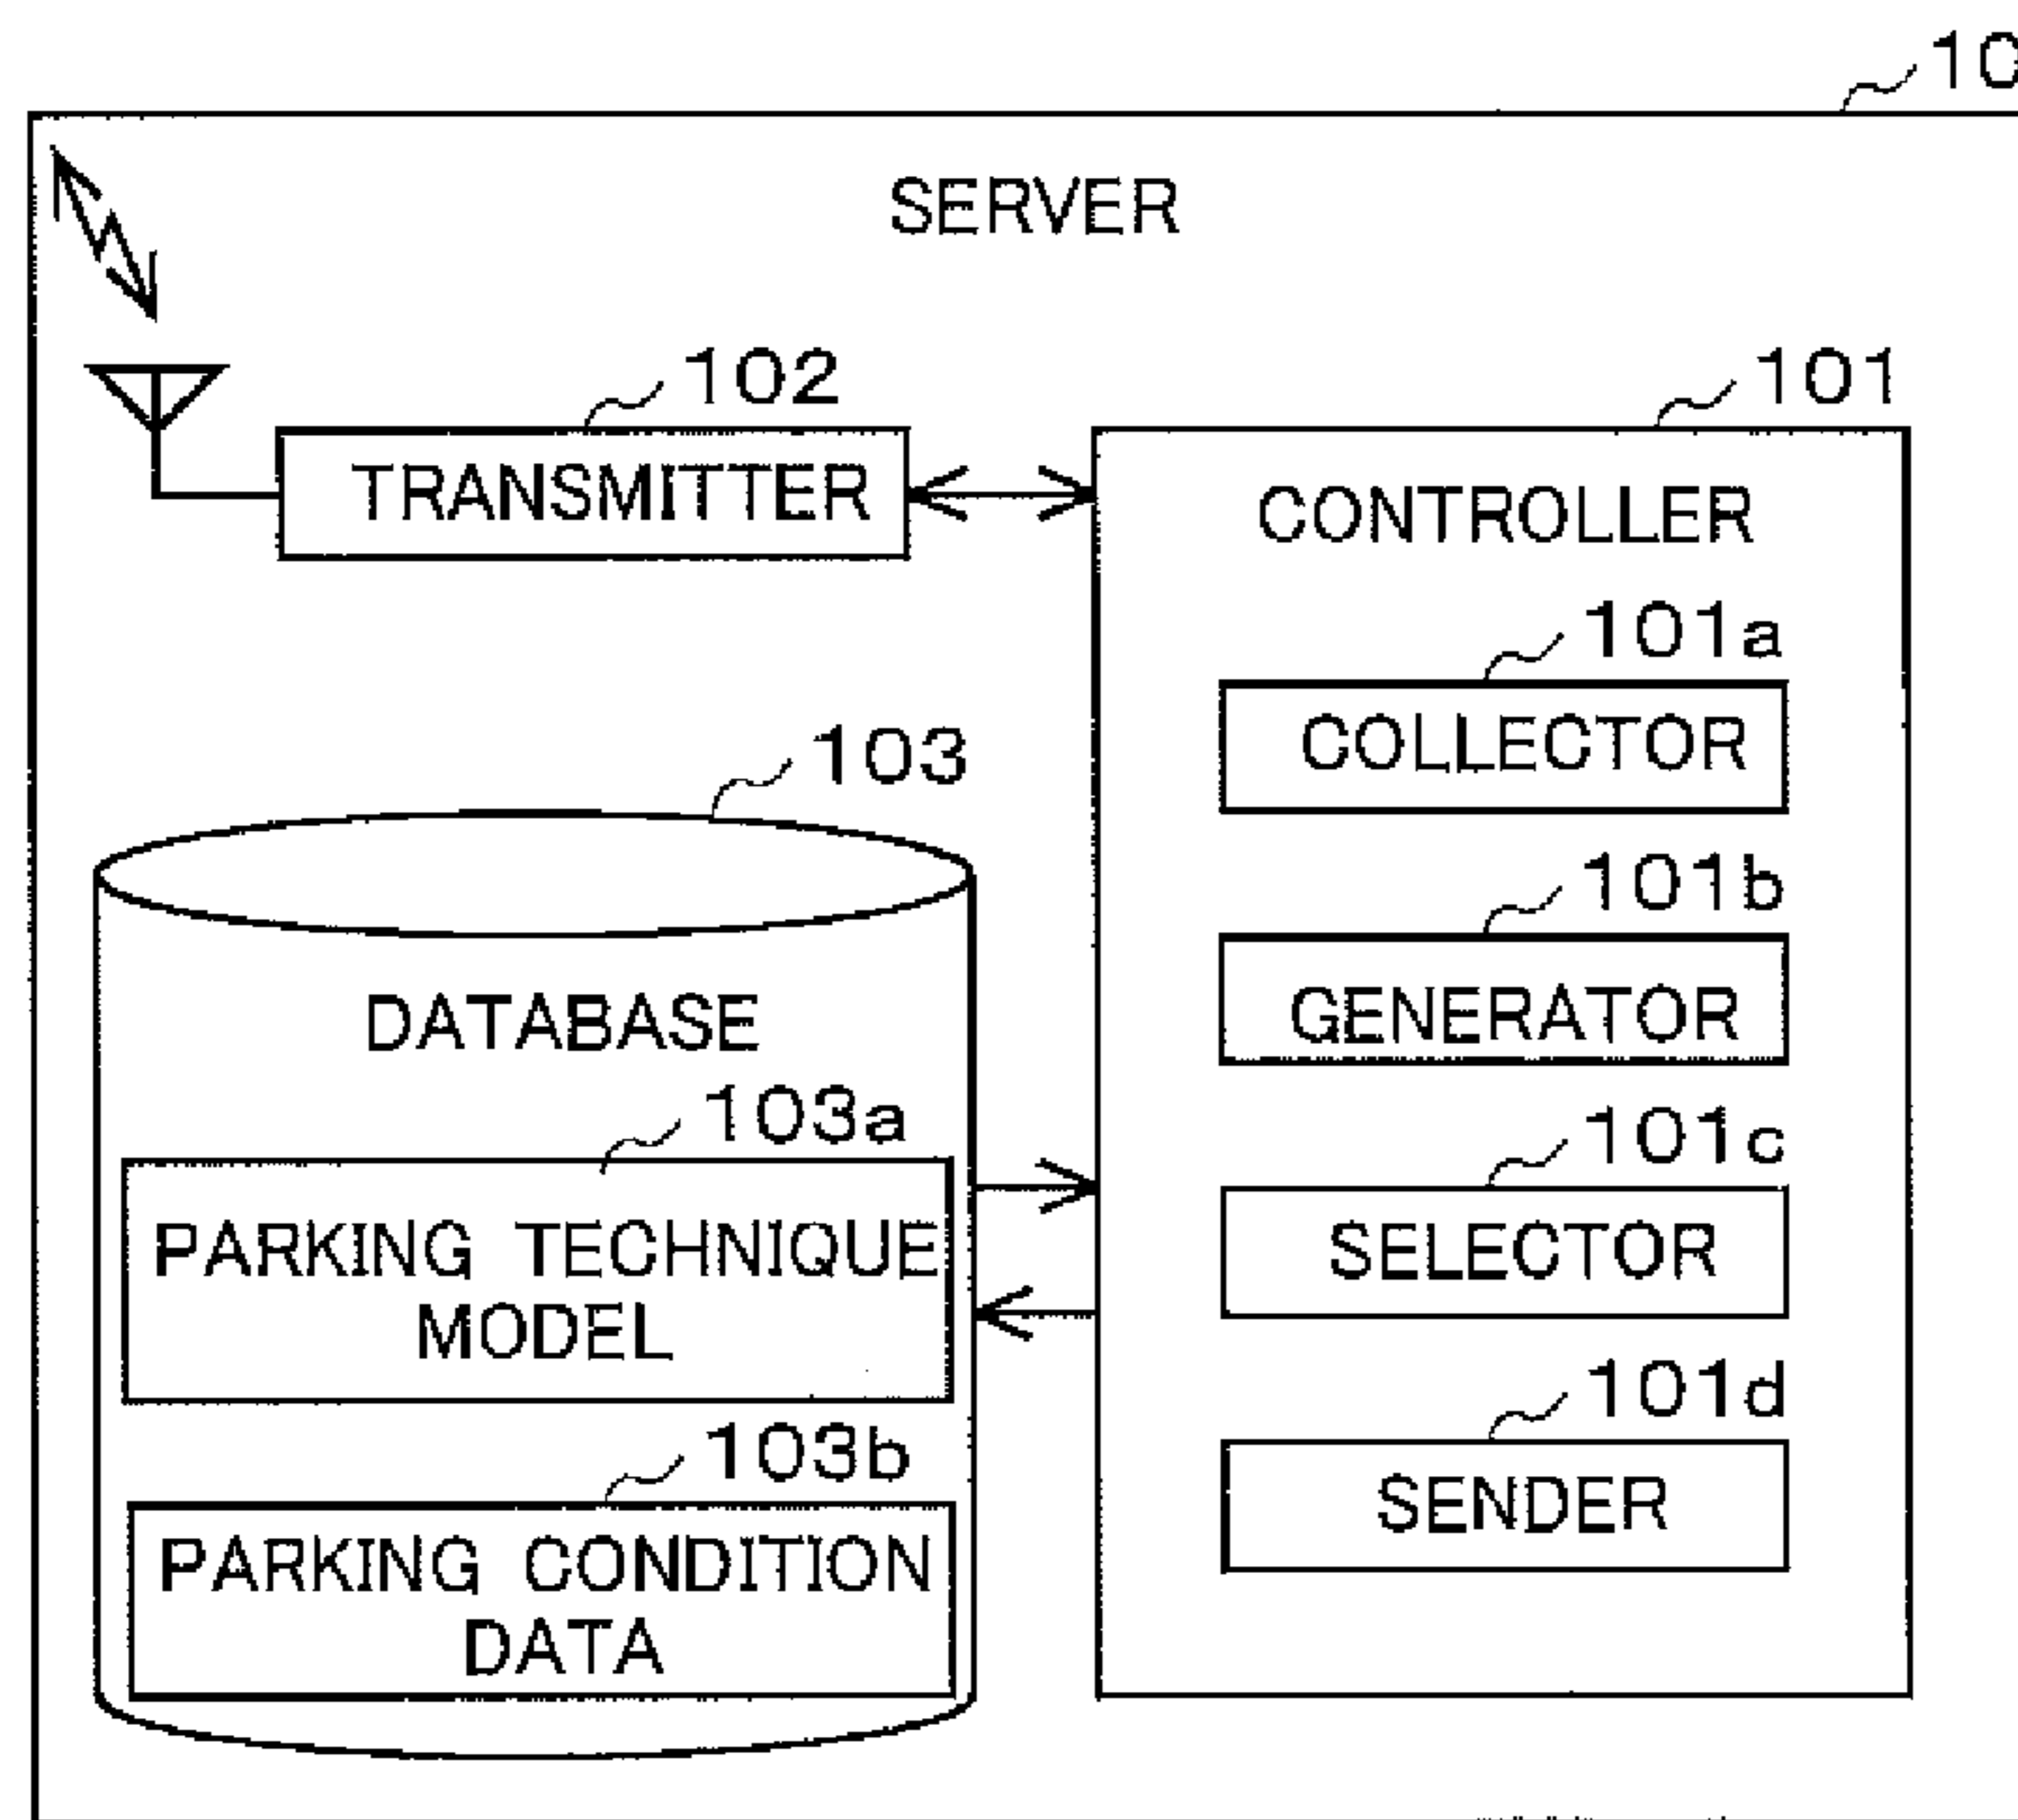 10
SERVER
102
TRANSMITTER
101
CONTROLLER
101a
COLLECTOR
101b
GENERATOR
101c
SELECTOR
101d
SENDER
103
DATABASE
103a
PARKING TECHNIQUE
MODEL
103b
PARKING CONDITION
DATA